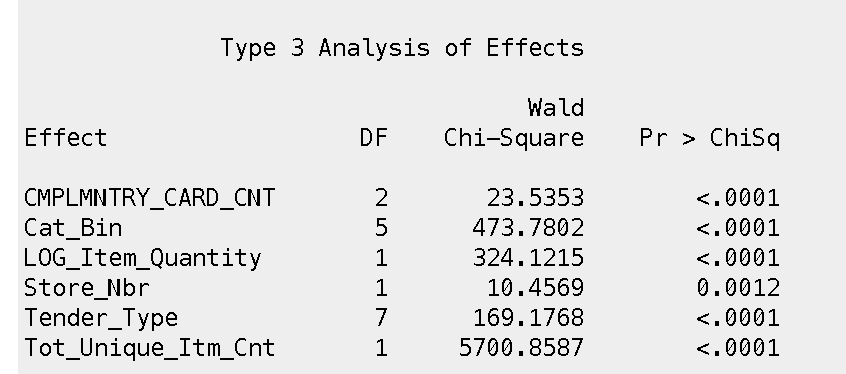 Type 3 Analysis of Effects
Wald
Effect DF Chi-Square Pr > ChiSq
CMPLMNTRY_CARD_CNT 2 23.5353 <.0001
Cat_Bin 5 473.7802 <.0001
LOG_Item_Quantity 1 324.1215 <.0001
Store_Nbr 1 10.4569 0.0012
Tender_Type 7 169.1768 <.0001
Tot_Unique_Itm_Cnt 1 5700.8587 <.0001